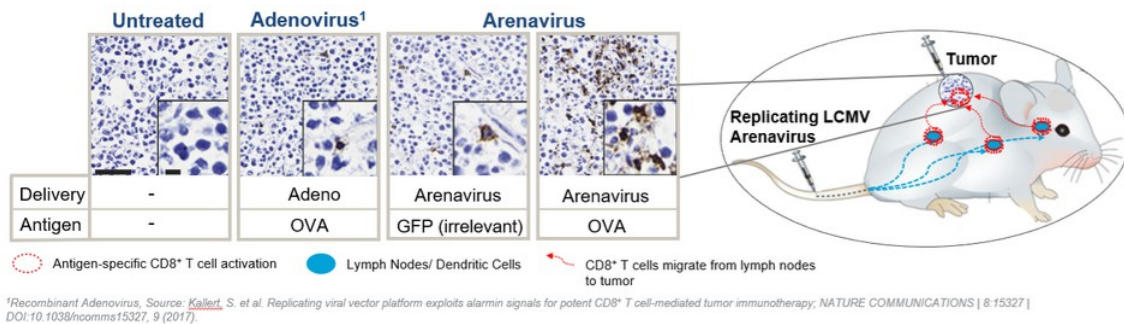 Untreated
Adenovirus¹
Arenavirus
Tumor
Replicating LCMV
Arenavirus
Delivery - Adeno Arenavirus Arenavirus
Antigen - OVA GFP (irrelevant) OVA
Antigen-specific CD8⁺ T cell activation
Lymph Nodes/ Dendritic Cells
CD8⁺ T cells migrate from lymph nodes
to tumor
¹Recombinant Adenovirus, Source: Kallert, S. et al. Replicating viral vector platform exploits alarmin signals for potent CD8⁺ T cell-mediated tumor immunotherapy; NATURE COMMUNICATIONS | 8:15327 |
DOI:10.1038/ncomms15327, 9 (2017).